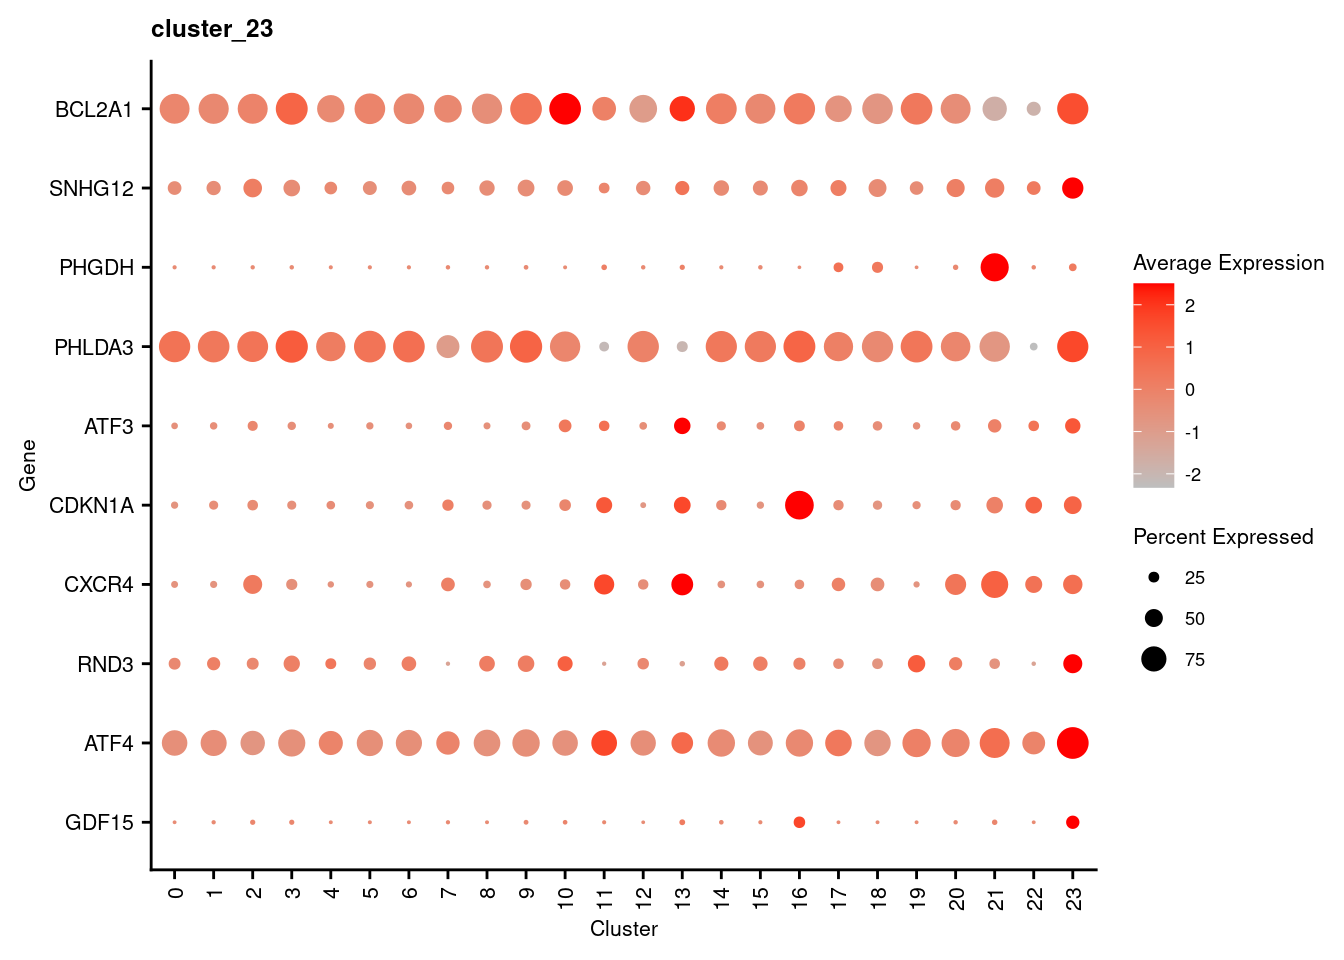 cluster_23
Gene
BCL2A1
SNHG12
PHGDH
PHLDA3
ATF3
CDKN1A
CXCR4
RND3
ATF4
GDF15
0 1 2 3 4 5 6 7 8 9 10 11 12 13 14 15 16 17 18 19 20 21 22 23
Cluster
Average Expression
2
1
0
-1
-2
Percent Expressed
25
50
75